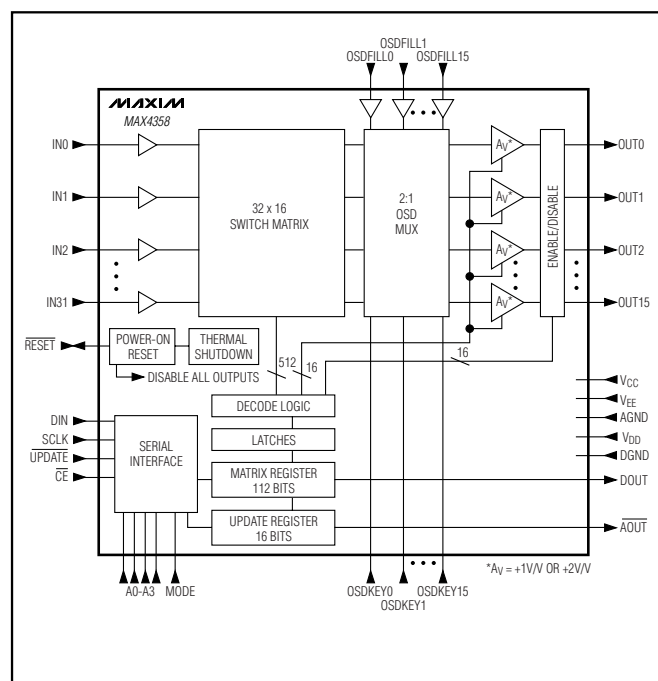 OSDFILL1
OSDFILL0 OSDFILL15
MAXIM
MAX4358
IN0
IN1
IN2
IN31
32 x 16
SWITCH MATRIX
2:1
OSD
MUX
AV*
AV*
AV*
AV*
ENABLE/DISABLE
OUT0
OUT1
OUT2
OUT15
RESET
POWER-ON
RESET
THERMAL
SHUTDOWN
DISABLE ALL OUTPUTS
512 16
16
DECODE LOGIC
LATCHES
MATRIX REGISTER
112 BITS
UPDATE REGISTER
16 BITS
DIN
SCLK
UPDATE
CE
SERIAL
INTERFACE
VCC
VEE
AGND
VDD
DGND
DOUT
AOUT
A0-A3 MODE
OSDKEY0 OSDKEY15
OSDKEY1
*AV = +1V/V OR +2V/V